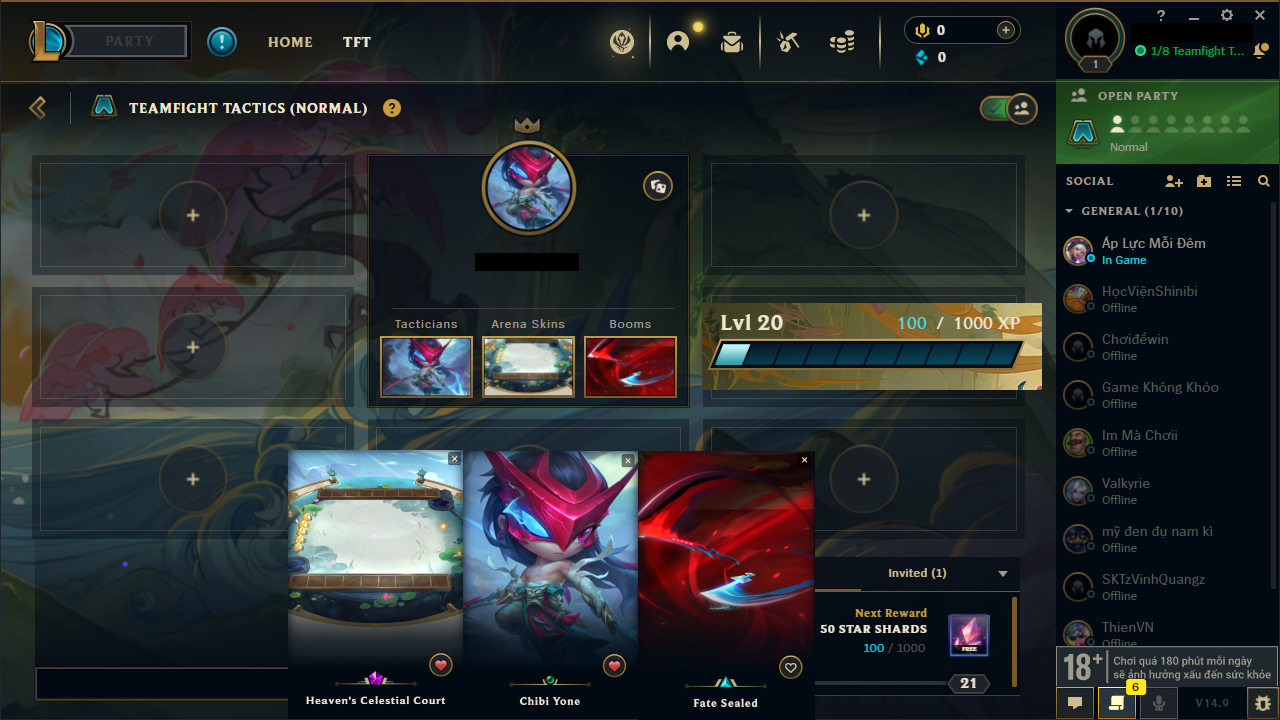 PARTY
HOME
TFT
0
0
1
1/8 Teamfight T...
TEAMFIGHT TACTICS (NORMAL)
OPEN PARTY
Normal
SOCIAL
GENERAL (1/10)
Áp Lực Mỗi Đêm
In Game
HọcViệnShinibi
Offline
Chơiđểwin
Offline
Game Không Khóo
Offline
Im Mà Chơii
Offline
Valkyrie
Offline
mỹ đen đụ nam kì
Offline
SKTzVinhQuangz
Offline
ThienVN
Offline
Tacticians
Arena Skins
Booms
Lvl 20
100 / 1000 XP
Invited (1)
Next Reward
50 STAR SHARDS
100 / 1000
FREE
21
Heaven's Celestial Court
Chibi Yone
Fate Sealed
18+
Chơi quá 180 phút mỗi ngày
sẽ ảnh hưởng xấu đến sức khỏe
6
V14.9